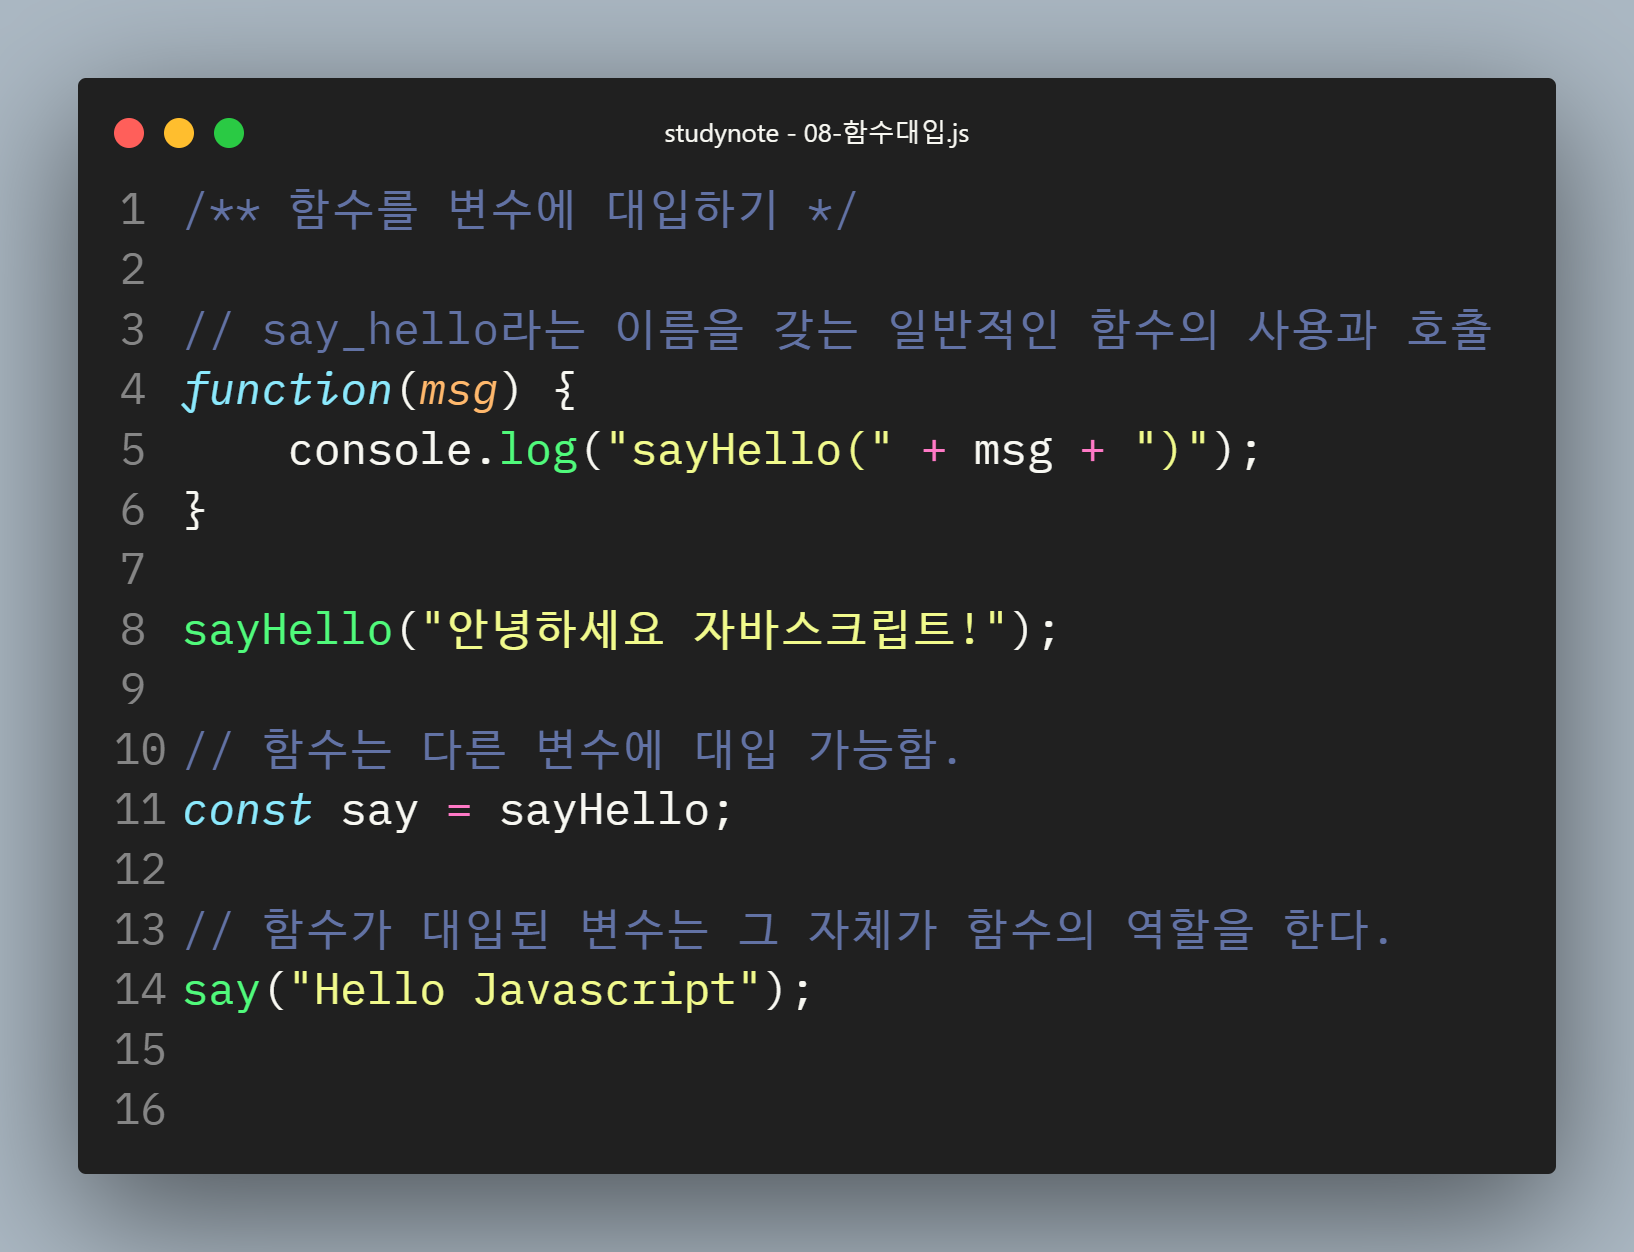 studynote - 08-함수대입.js
1 /** 함수를 변수에 대입하기 */
2
3 // say_hello라는 이름을 갖는 일반적인 함수의 사용과 호출
4 function(msg) {
5     console.log("sayHello(" + msg + ")");
6 }
7
8 sayHello("안녕하세요 자바스크립트!");
9
10 // 함수는 다른 변수에 대입 가능함.
11 const say = sayHello;
12
13 // 함수가 대입된 변수는 그 자체가 함수의 역할을 한다.
14 say("Hello Javascript");
15
16